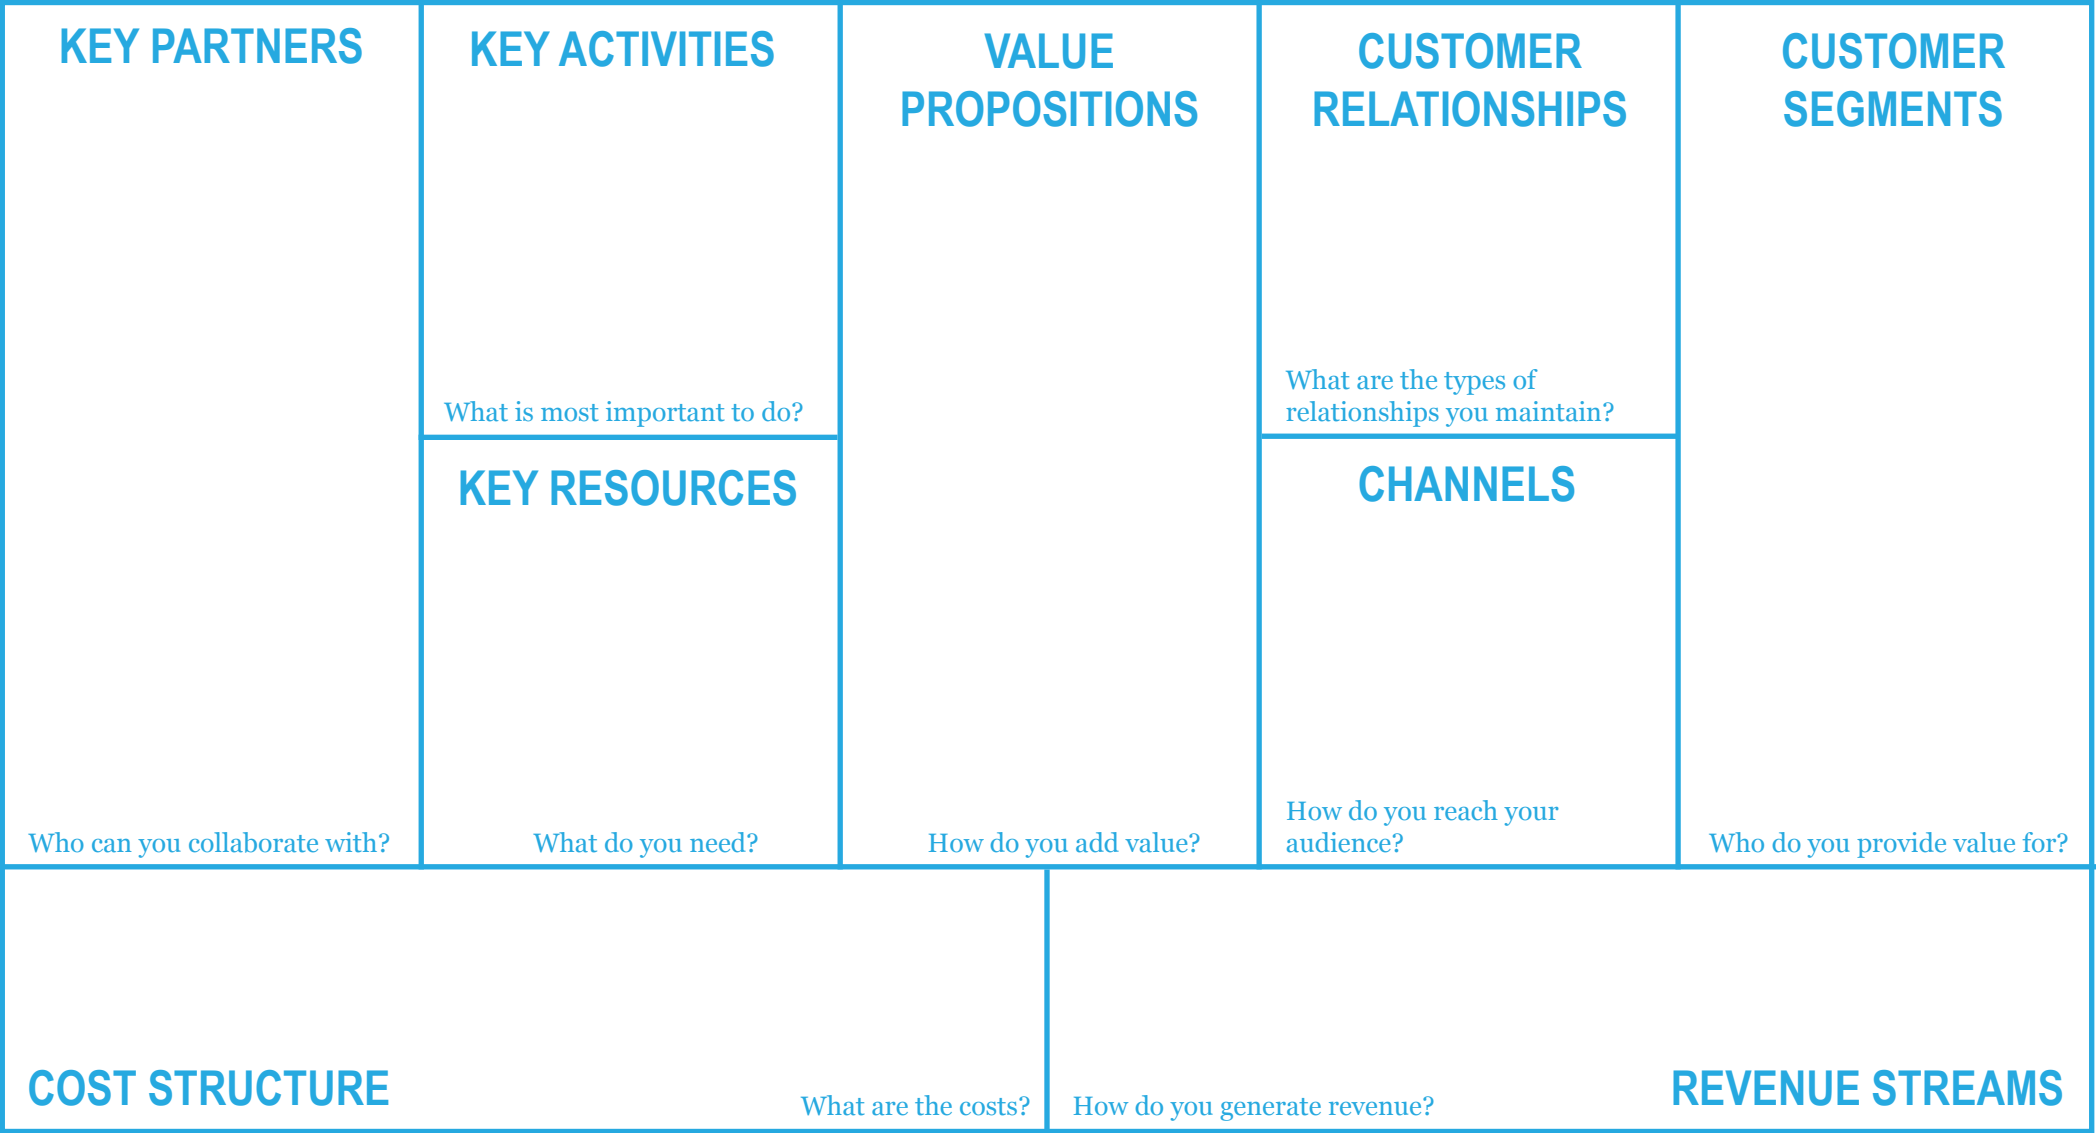 KEY PARTNERS
Who can you collaborate with?
KEY ACTIVITIES
What is most important to do?
KEY RESOURCES
What do you need?
VALUE
PROPOSITIONS
How do you add value?
CUSTOMER
RELATIONSHIPS
What are the types of
relationships you maintain?
CHANNELS
How do you reach your
audience?
CUSTOMER
SEGMENTS
Who do you provide value for?
COST STRUCTURE
What are the costs?
How do you generate revenue?
REVENUE STREAMS